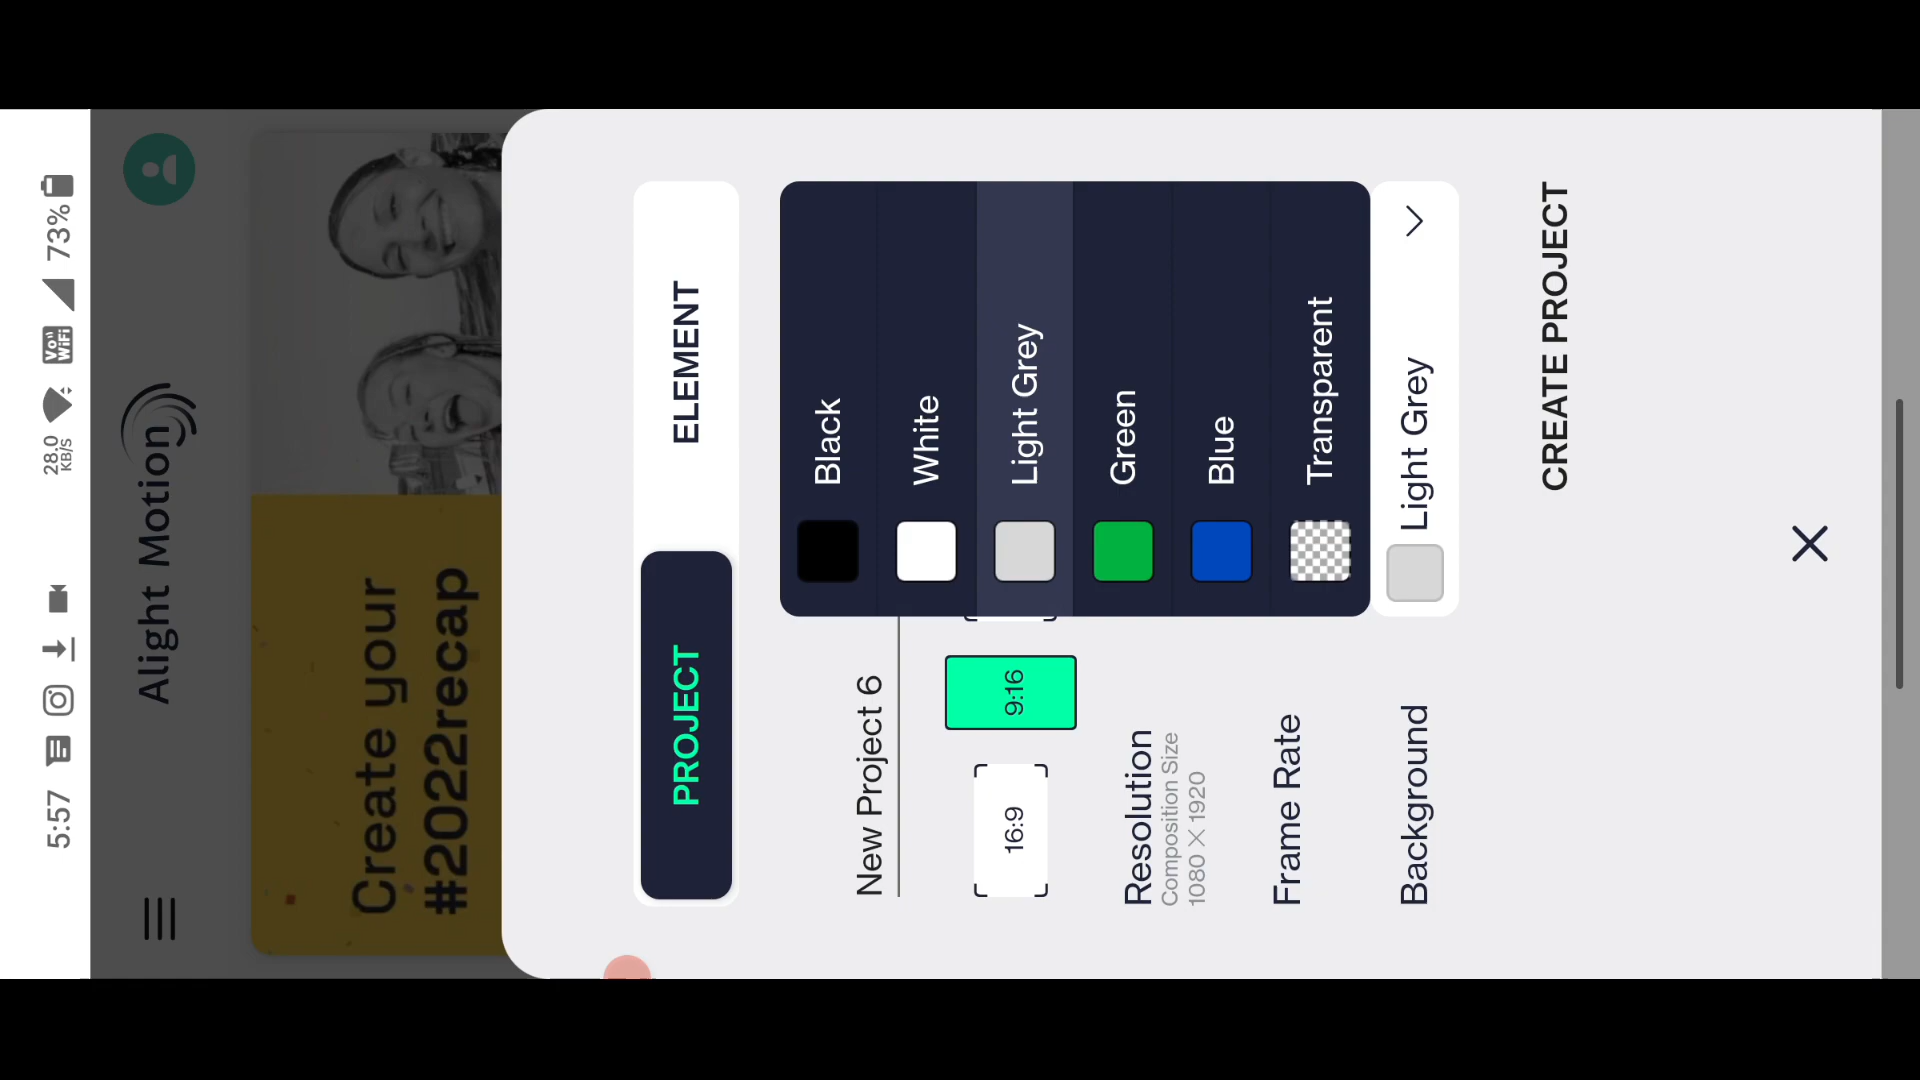 5:57
28.0
KB/s
Vo))
WiFi
73%
Alight Motion
Create your
#2022recap
PROJECT
ELEMENT
New Project 6
Black
White
Light Grey
Green
Blue
Transparent
16:9
9:16
Resolution
Composition Size
1080 X 1920
Frame Rate
Background
Light Grey
CREATE PROJECT